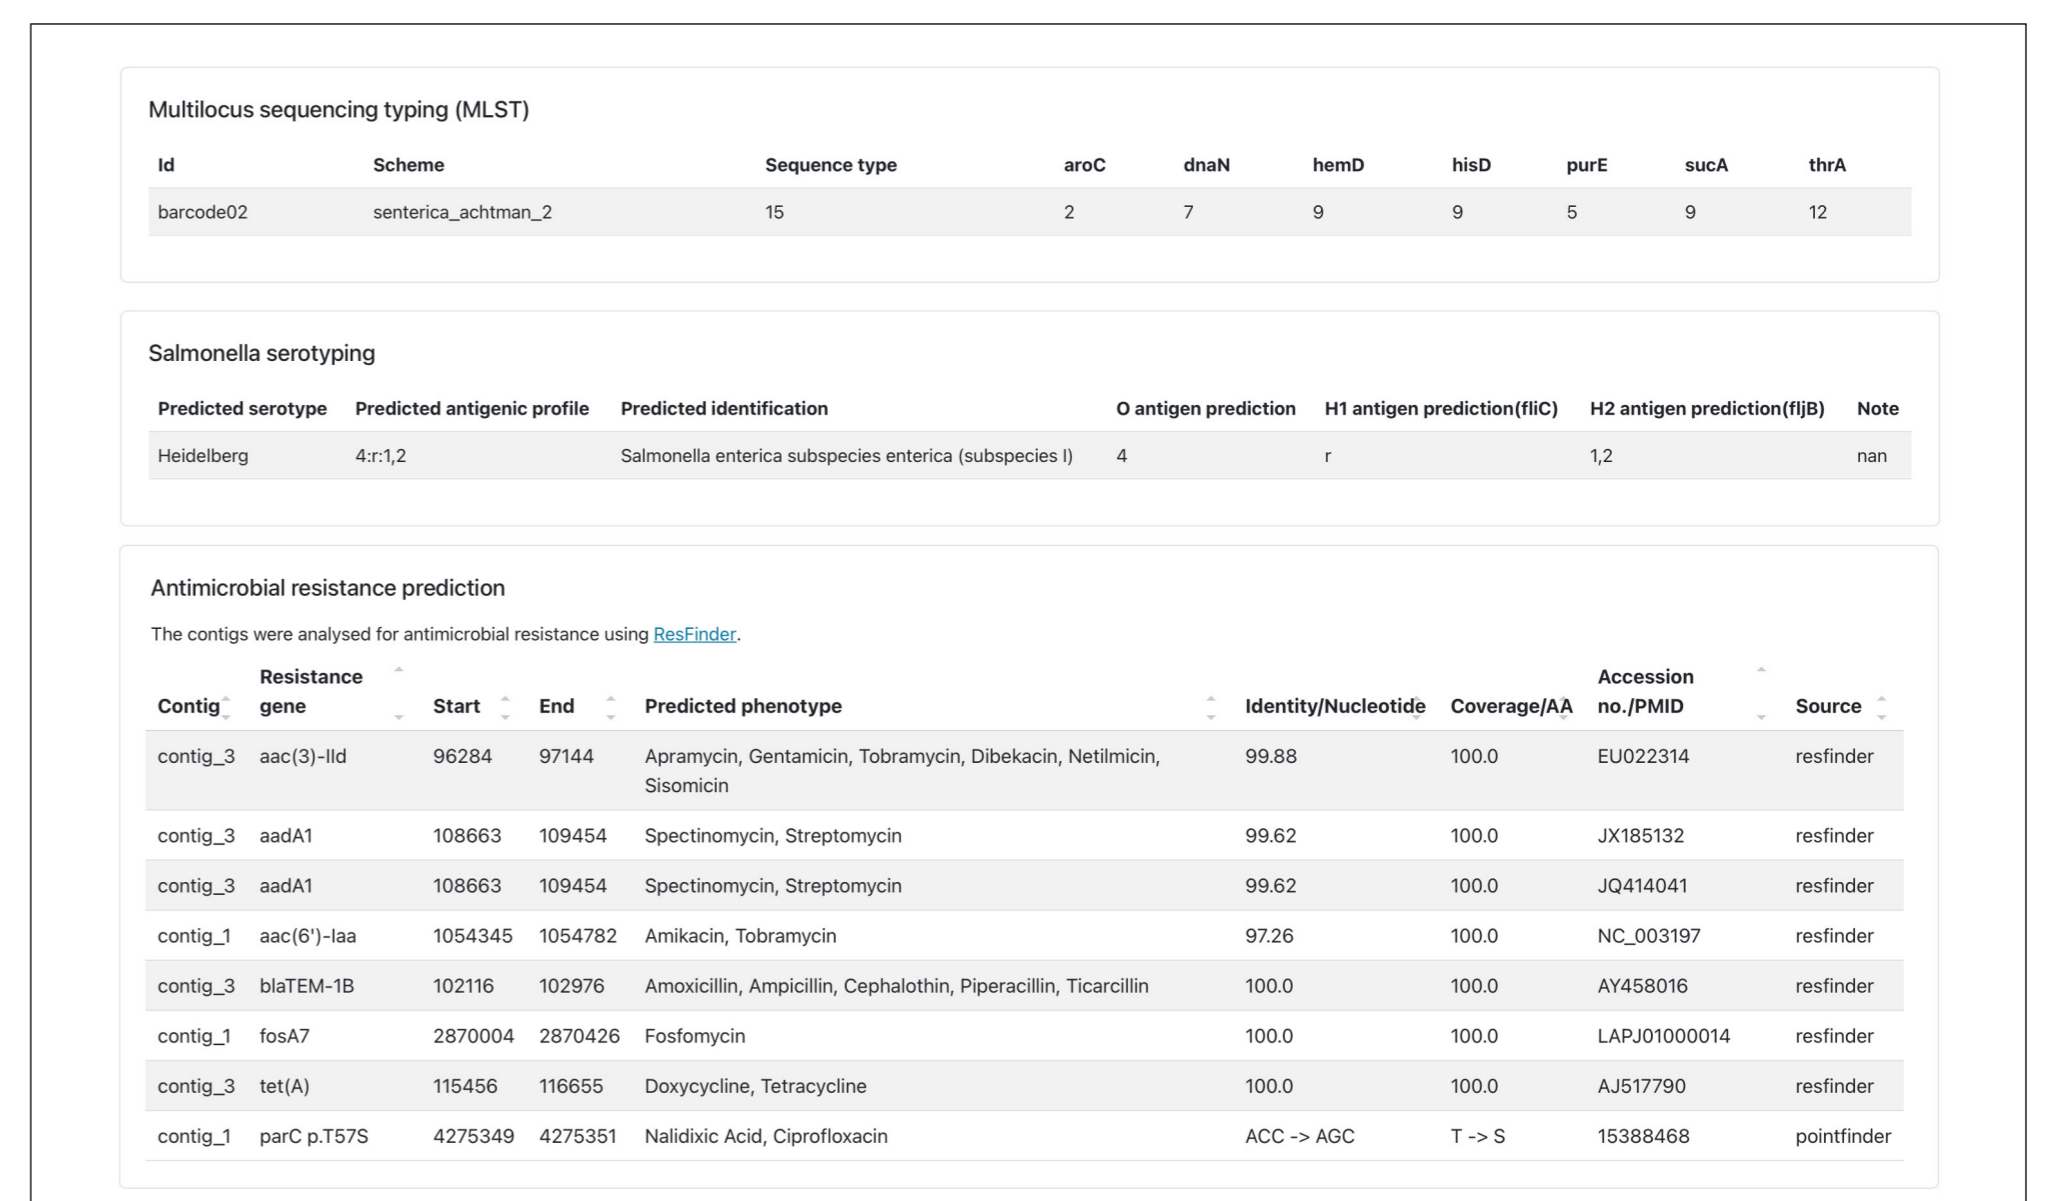 Multilocus sequencing typing (MLST)
Id Scheme Sequence type aroC dnaN hemD hisD purE sucA thrA
barcode02 senterica_achtman_2 15 2 7 9 9 5 9 12
Salmonella serotyping
Predicted serotype Predicted antigenic profile Predicted identification O antigen prediction H1 antigen prediction(fliC) H2 antigen prediction(fljB) Note
Heidelberg 4:r:1,2 Salmonella enterica subspecies enterica (subspecies I) 4 r 1,2 nan
Antimicrobial resistance prediction
The contigs were analysed for antimicrobial resistance using ResFinder.
Resistance Accession
Contig gene Start End Predicted phenotype Identity/Nucleotide Coverage/AA no./PMID Source
contig_3 aac(3)-IId 96284 97144 Apramycin, Gentamicin, Tobramycin, Dibekacin, Netilmicin, 99.88 100.0 EU022314 resfinder
Sisomicin
contig_3 aadA1 108663 109454 Spectinomycin, Streptomycin 99.62 100.0 JX185132 resfinder
contig_3 aadA1 108663 109454 Spectinomycin, Streptomycin 99.62 100.0 JQ414041 resfinder
contig_1 aac(6')-Iaa 1054345 1054782 Amikacin, Tobramycin 97.26 100.0 NC_003197 resfinder
contig_3 blaTEM-1B 102116 102976 Amoxicillin, Ampicillin, Cephalothin, Piperacillin, Ticarcillin 100.0 100.0 AY458016 resfinder
contig_1 fosA7 2870004 2870426 Fosfomycin 100.0 100.0 LAPJ01000014 resfinder
contig_3 tet(A) 115456 116655 Doxycycline, Tetracycline 100.0 100.0 AJ517790 resfinder
contig_1 parC p.T57S 4275349 4275351 Nalidixic Acid, Ciprofloxacin ACC -> AGC T -> S 15388468 pointfinder